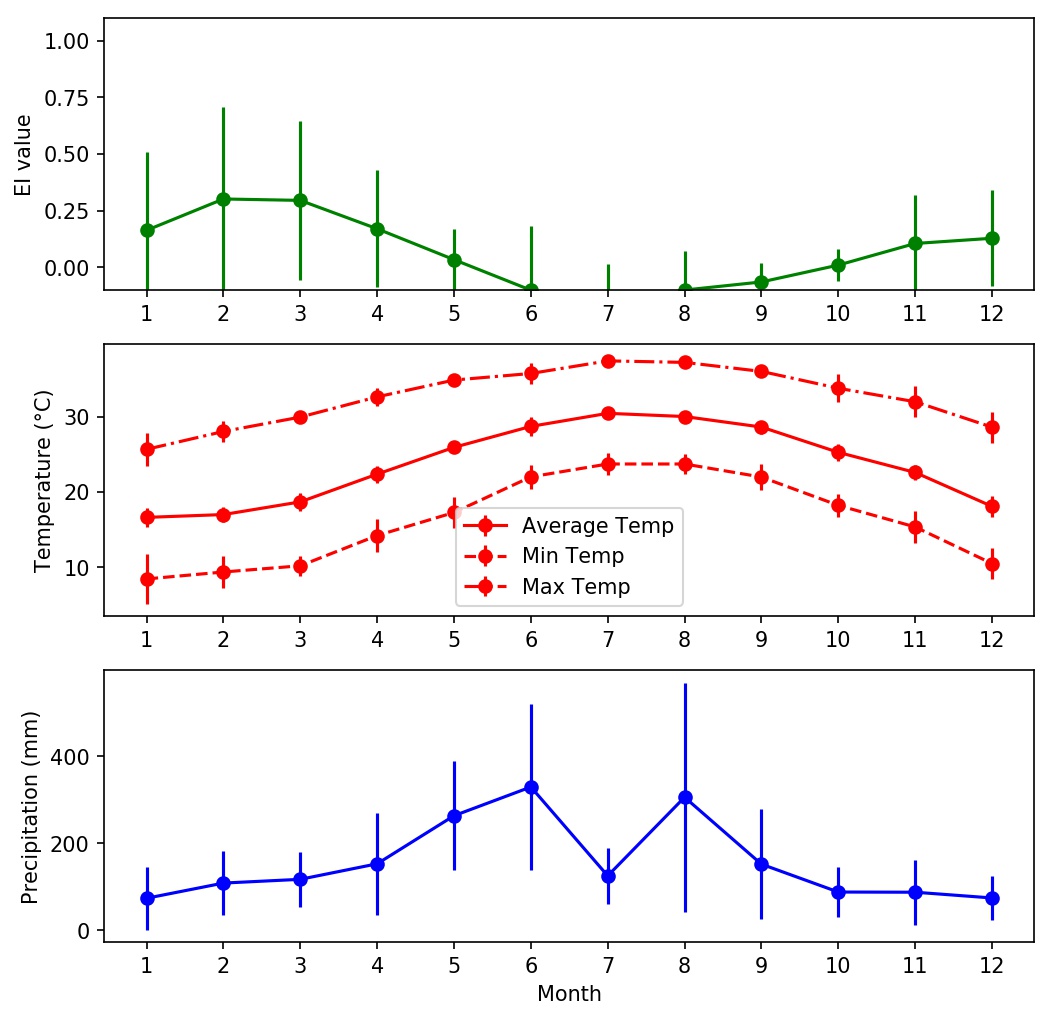 EI value
1.00
0.75
0.50
0.25
0.00
1 2 3 4 5 6 7 8 9 10 11 12
Temperature (°C)
30
20
10
Average Temp
Min Temp
Max Temp
1 2 3 4 5 6 7 8 9 10 11 12
Precipitation (mm)
400
200
0
1 2 3 4 5 6 7 8 9 10 11 12
Month